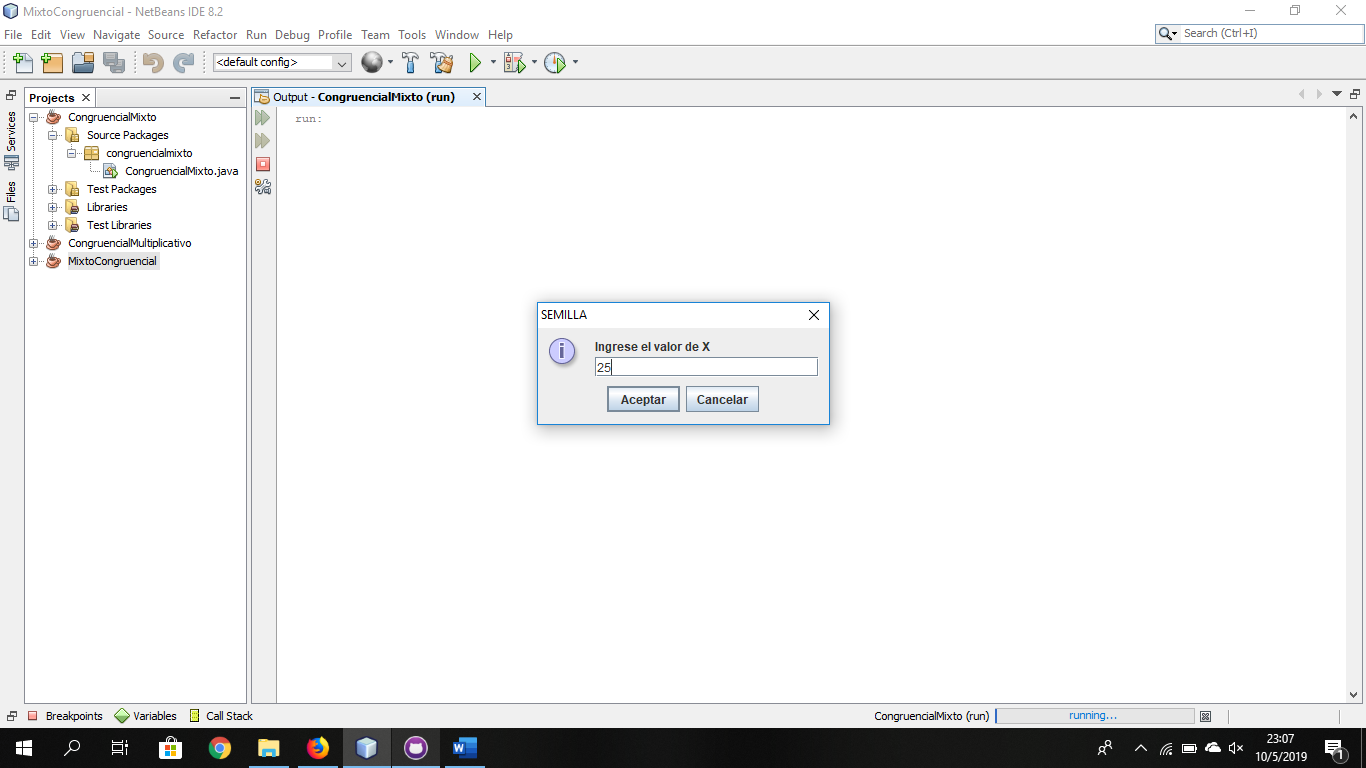 MixtoCongruencial - NetBeans IDE 8.2
File Edit View Navigate Source Refactor Run Debug Profile Team Tools Window Help
Search (Ctrl+I)
<default config>
Projects
Output - CongruencialMixto (run)
Services
Files
CongruencialMixto
Source Packages
congruencialmixto
CongruencialMixto.java
Test Packages
Libraries
Test Libraries
CongruencialMultiplicativo
MixtoCongruencial
run:
SEMILLA
Ingrese el valor de X
25
Aceptar Cancelar
Breakpoints Variables Call Stack
CongruencialMixto (run) running...
23:07
10/5/2019
1